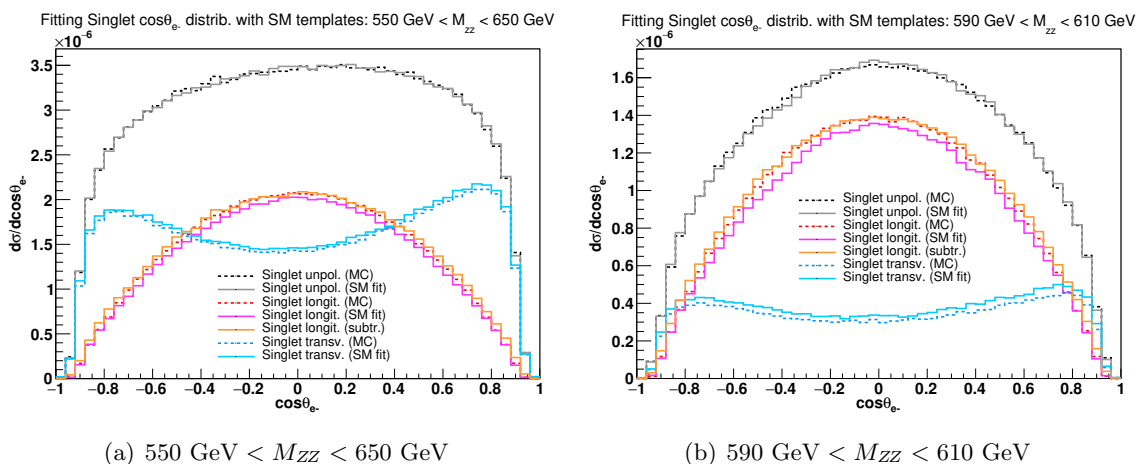 Fitting Singlet cosθe- distrib. with SM templates: 550 GeV < Mzz < 650 GeV
×10-6
dσ/dcosθe-
3.5
3
2.5
2
1.5
1
0.5
0
Singlet unpol. (MC)
Singlet unpol. (SM fit)
Singlet longit. (MC)
Singlet longit. (SM fit)
Singlet longit. (subtr.)
Singlet transv. (MC)
Singlet transv. (SM fit)
−1 −0.8 −0.6 −0.4 −0.2 0 0.2 0.4 0.6 0.8 1
cosθe-
(a) 550 GeV < MZZ < 650 GeV
Fitting Singlet cosθe- distrib. with SM templates: 590 GeV < Mzz < 610 GeV
×10-6
dσ/dcosθe-
1.6
1.4
1.2
1
0.8
0.6
0.4
0.2
0
Singlet unpol. (MC)
Singlet unpol. (SM fit)
Singlet longit. (MC)
Singlet longit. (SM fit)
Singlet longit. (subtr.)
Singlet transv. (MC)
Singlet transv. (SM fit)
−1 −0.8 −0.6 −0.4 −0.2 0 0.2 0.4 0.6 0.8 1
cosθe-
(b) 590 GeV < MZZ < 610 GeV